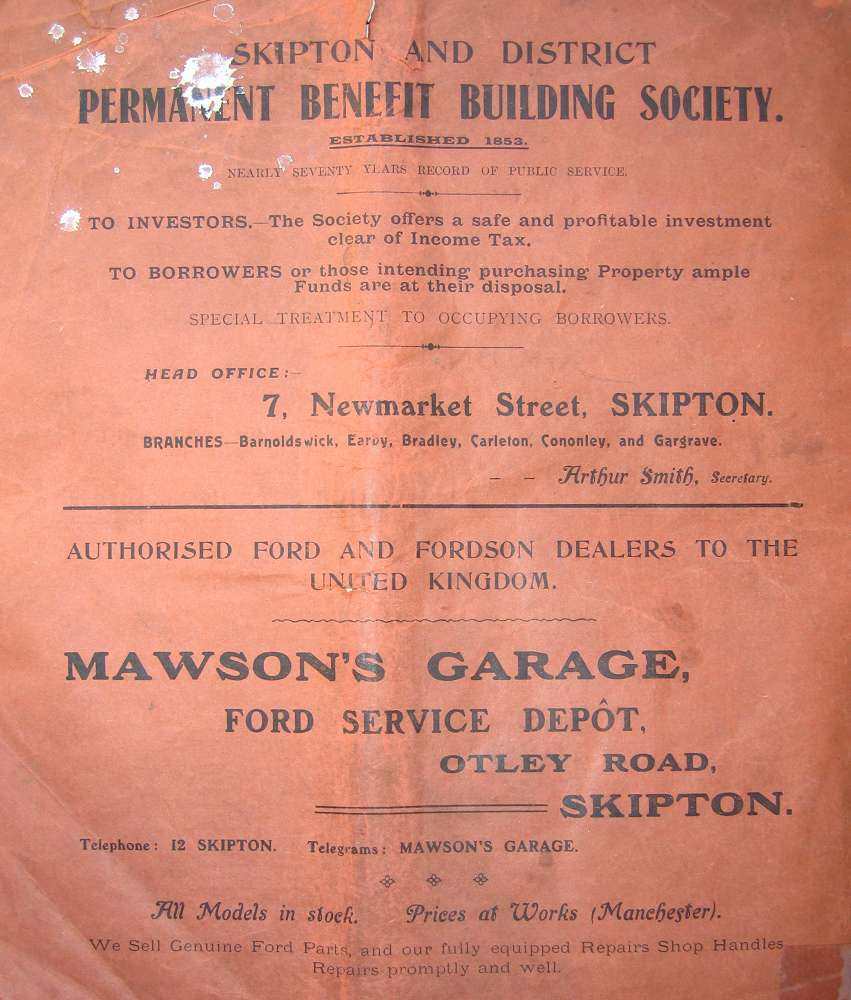 SKIPTON AND DISTRICT
PERMANENT BENEFIT BUILDING SOCIETY.
ESTABLISHED 1853.
NEARLY SEVENTY YEARS RECORD OF PUBLIC SERVICE.
TO INVESTORS.—The Society offers a safe and profitable investment
clear of Income Tax.
TO BORROWERS or those intending purchasing Property ample
Funds are at their disposal.
SPECIAL TREATMENT TO OCCUPYING BORROWERS.
HEAD OFFICE:—
7, Newmarket Street, SKIPTON.
BRANCHES—Barnoldswick, Earby, Bradley, Carleton, Cononley, and Gargrave.
– – Arthur Smith, Secretary.
AUTHORISED FORD AND FORDSON DEALERS TO THE
UNITED KINGDOM.
MAWSON'S GARAGE,
FORD SERVICE DEPÔT,
OTLEY ROAD,
SKIPTON.
Telephone: 12 SKIPTON. Telegrams: MAWSON'S GARAGE.
All Models in stock. Prices at Works (Manchester).
We Sell Genuine Ford Parts, and our fully equipped Repairs Shop Handles
Repairs promptly and well.